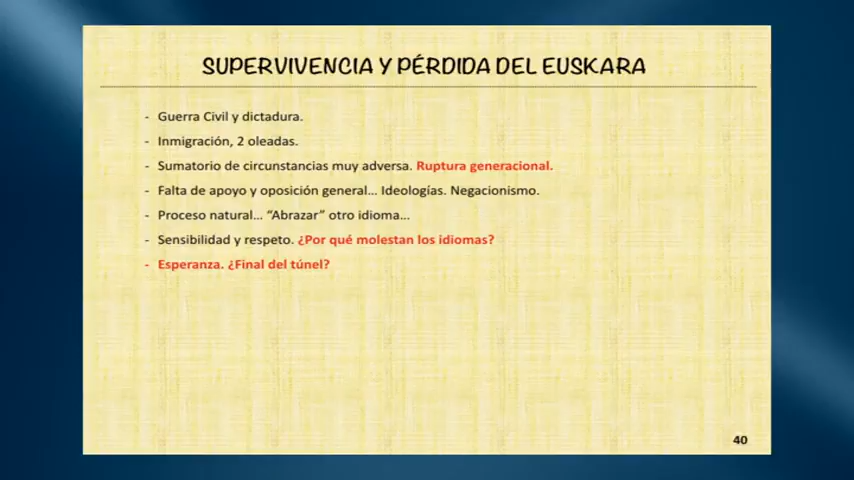 SUPERVIVENCIA Y PÉRDIDA DEL EUSKARA
- Guerra Civil y dictadura.
- Inmigración, 2 oleadas.
- Sumatorio de circunstancias muy adversa. Ruptura generacional.
- Falta de apoyo y oposición general... Ideologías. Negacionismo.
- Proceso natural... “Abrazar” otro idioma...
- Sensibilidad y respeto. ¿Por qué molestan los idiomas?
- Esperanza. ¿Final del túnel?
40